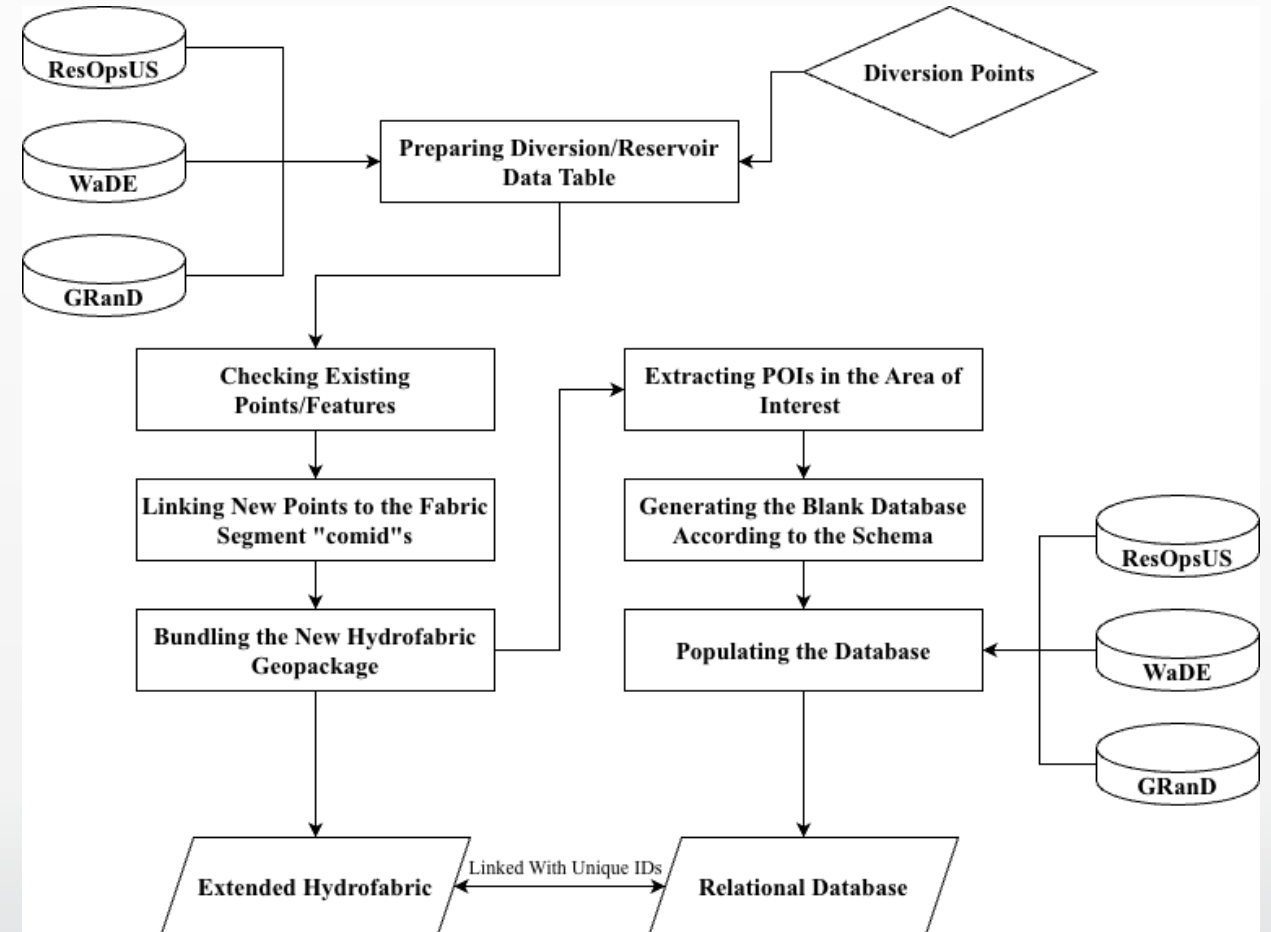 ResOpsUS
Diversion Points
WaDE
Preparing Diversion/Reservoir
Data Table
GRanD
Checking Existing
Points/Features
Linking New Points to the Fabric
Segment "comid"s
Bundling the New Hydrofabric
Geopackage
Extracting POIs in the Area of
Interest
Generating the Blank Database
According to the Schema
Populating the Database
ResOpsUS
WaDE
GRanD
Extended Hydrofabric
Linked With Unique IDs
Relational Database